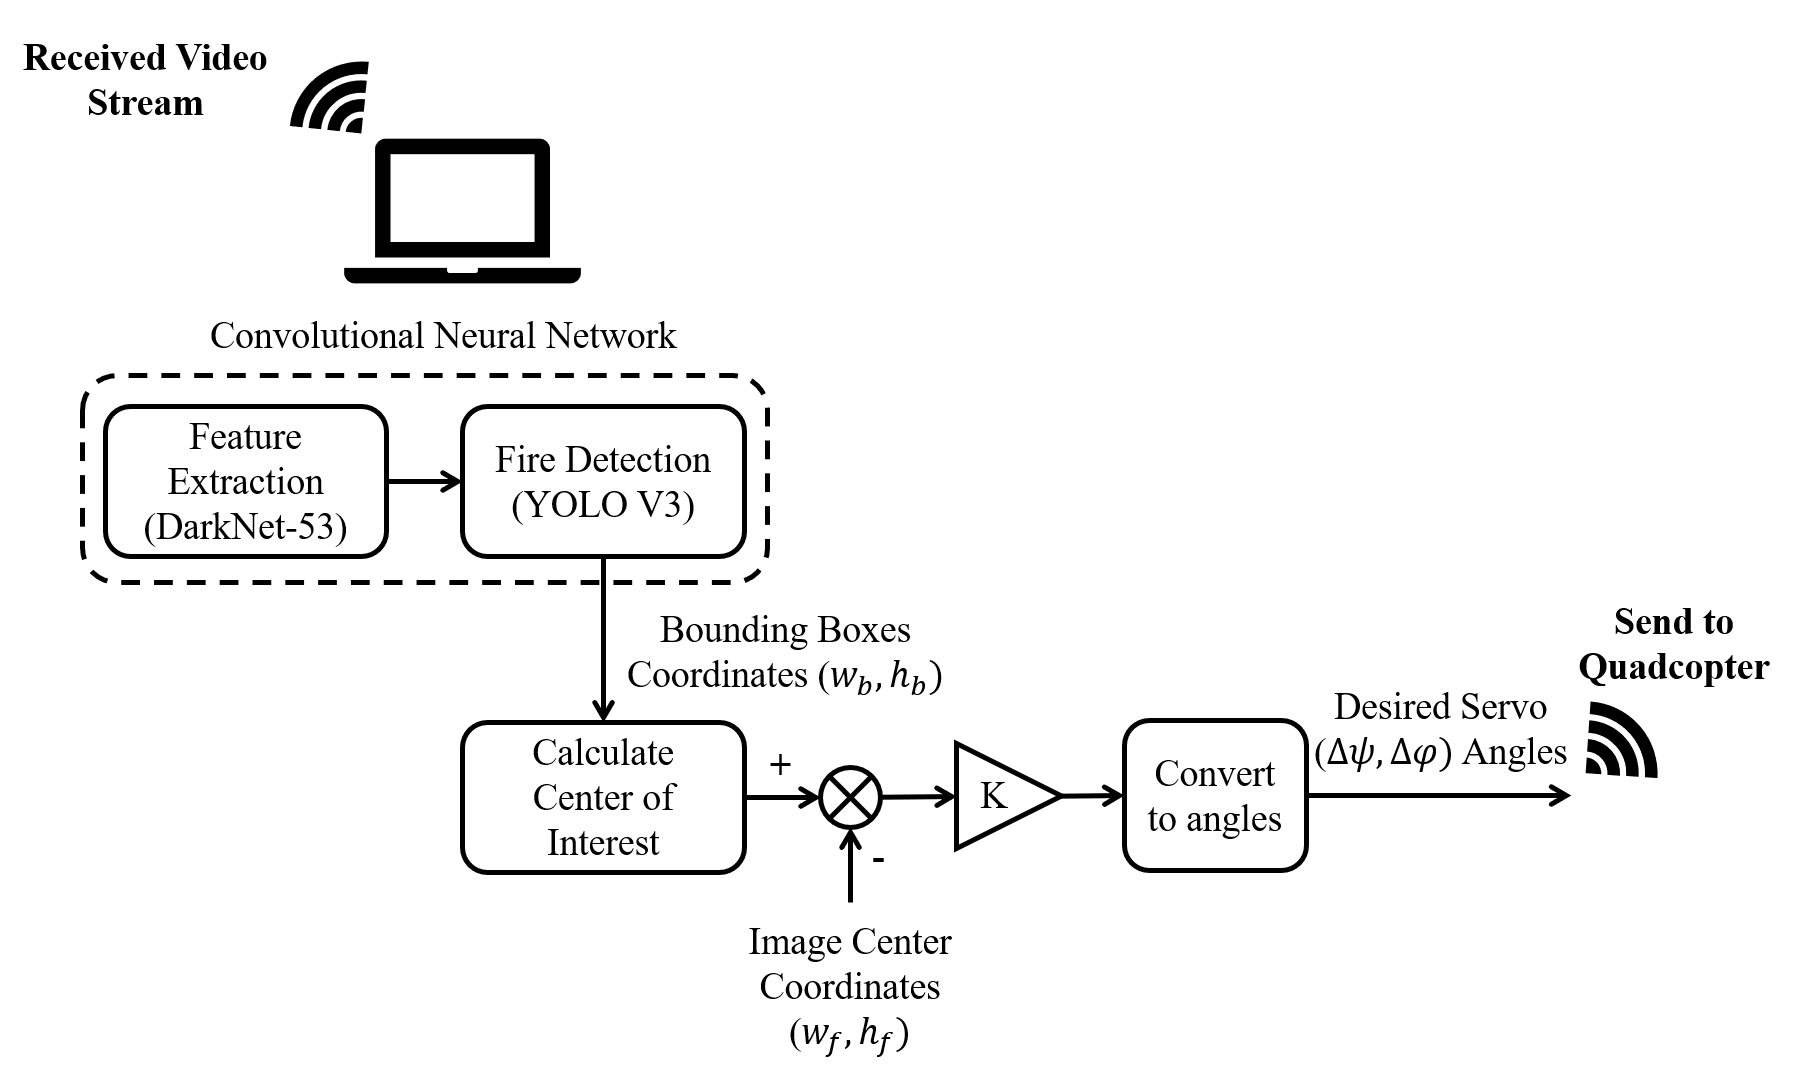 Received Video
Stream
Convolutional Neural Network
Feature
Extraction
(DarkNet-53)
Fire Detection
(YOLO V3)
Bounding Boxes
Coordinates (w_b, h_b)
Send to
Quadcopter
Desired Servo
(Δψ, Δφ) Angles
Calculate
Center of
Interest
+
-
K
Convert
to angles
Image Center
Coordinates
(w_f, h_f)